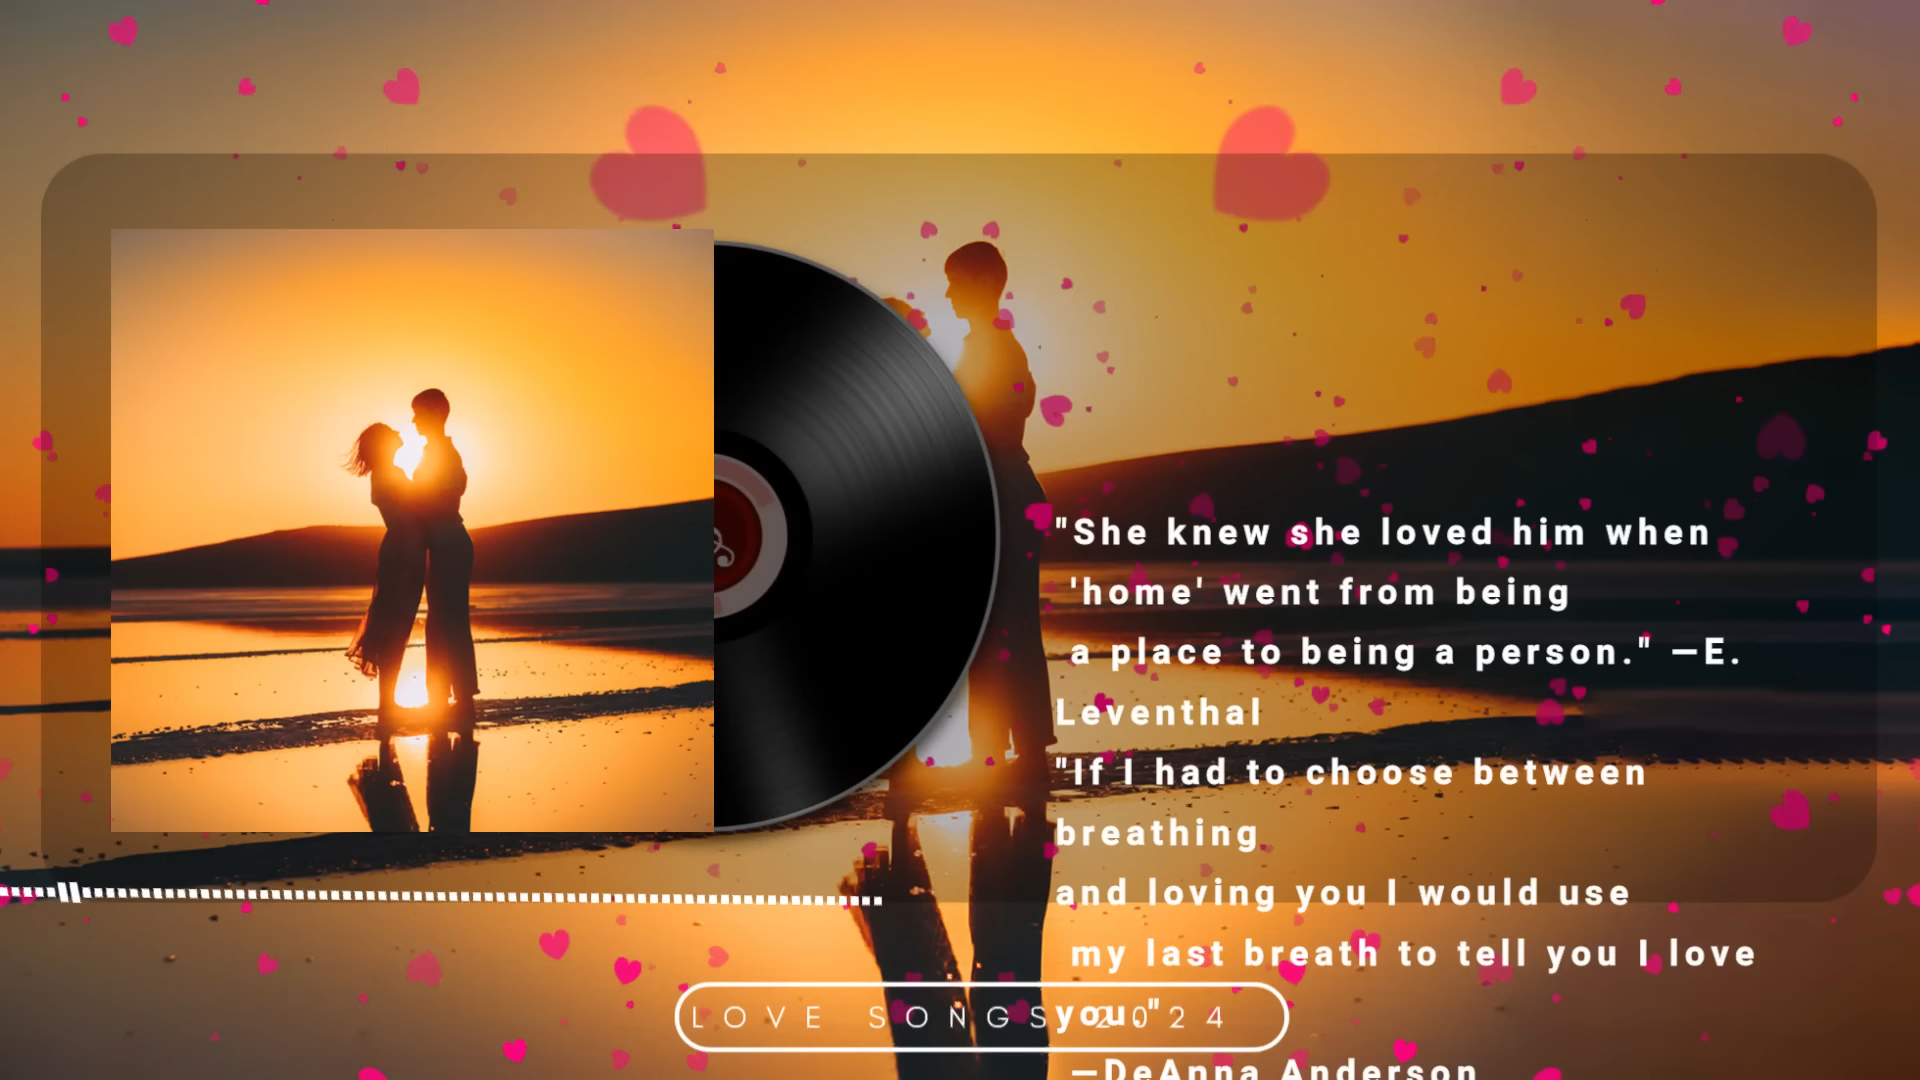 "She knew she loved him when
'home' went from being
a place to being a person." —E.
Leventhal
"If I had to choose between
breathing
and loving you I would use
my last breath to tell you I love
you."
—DeAnna Anderson
LOVE SONGS 2024